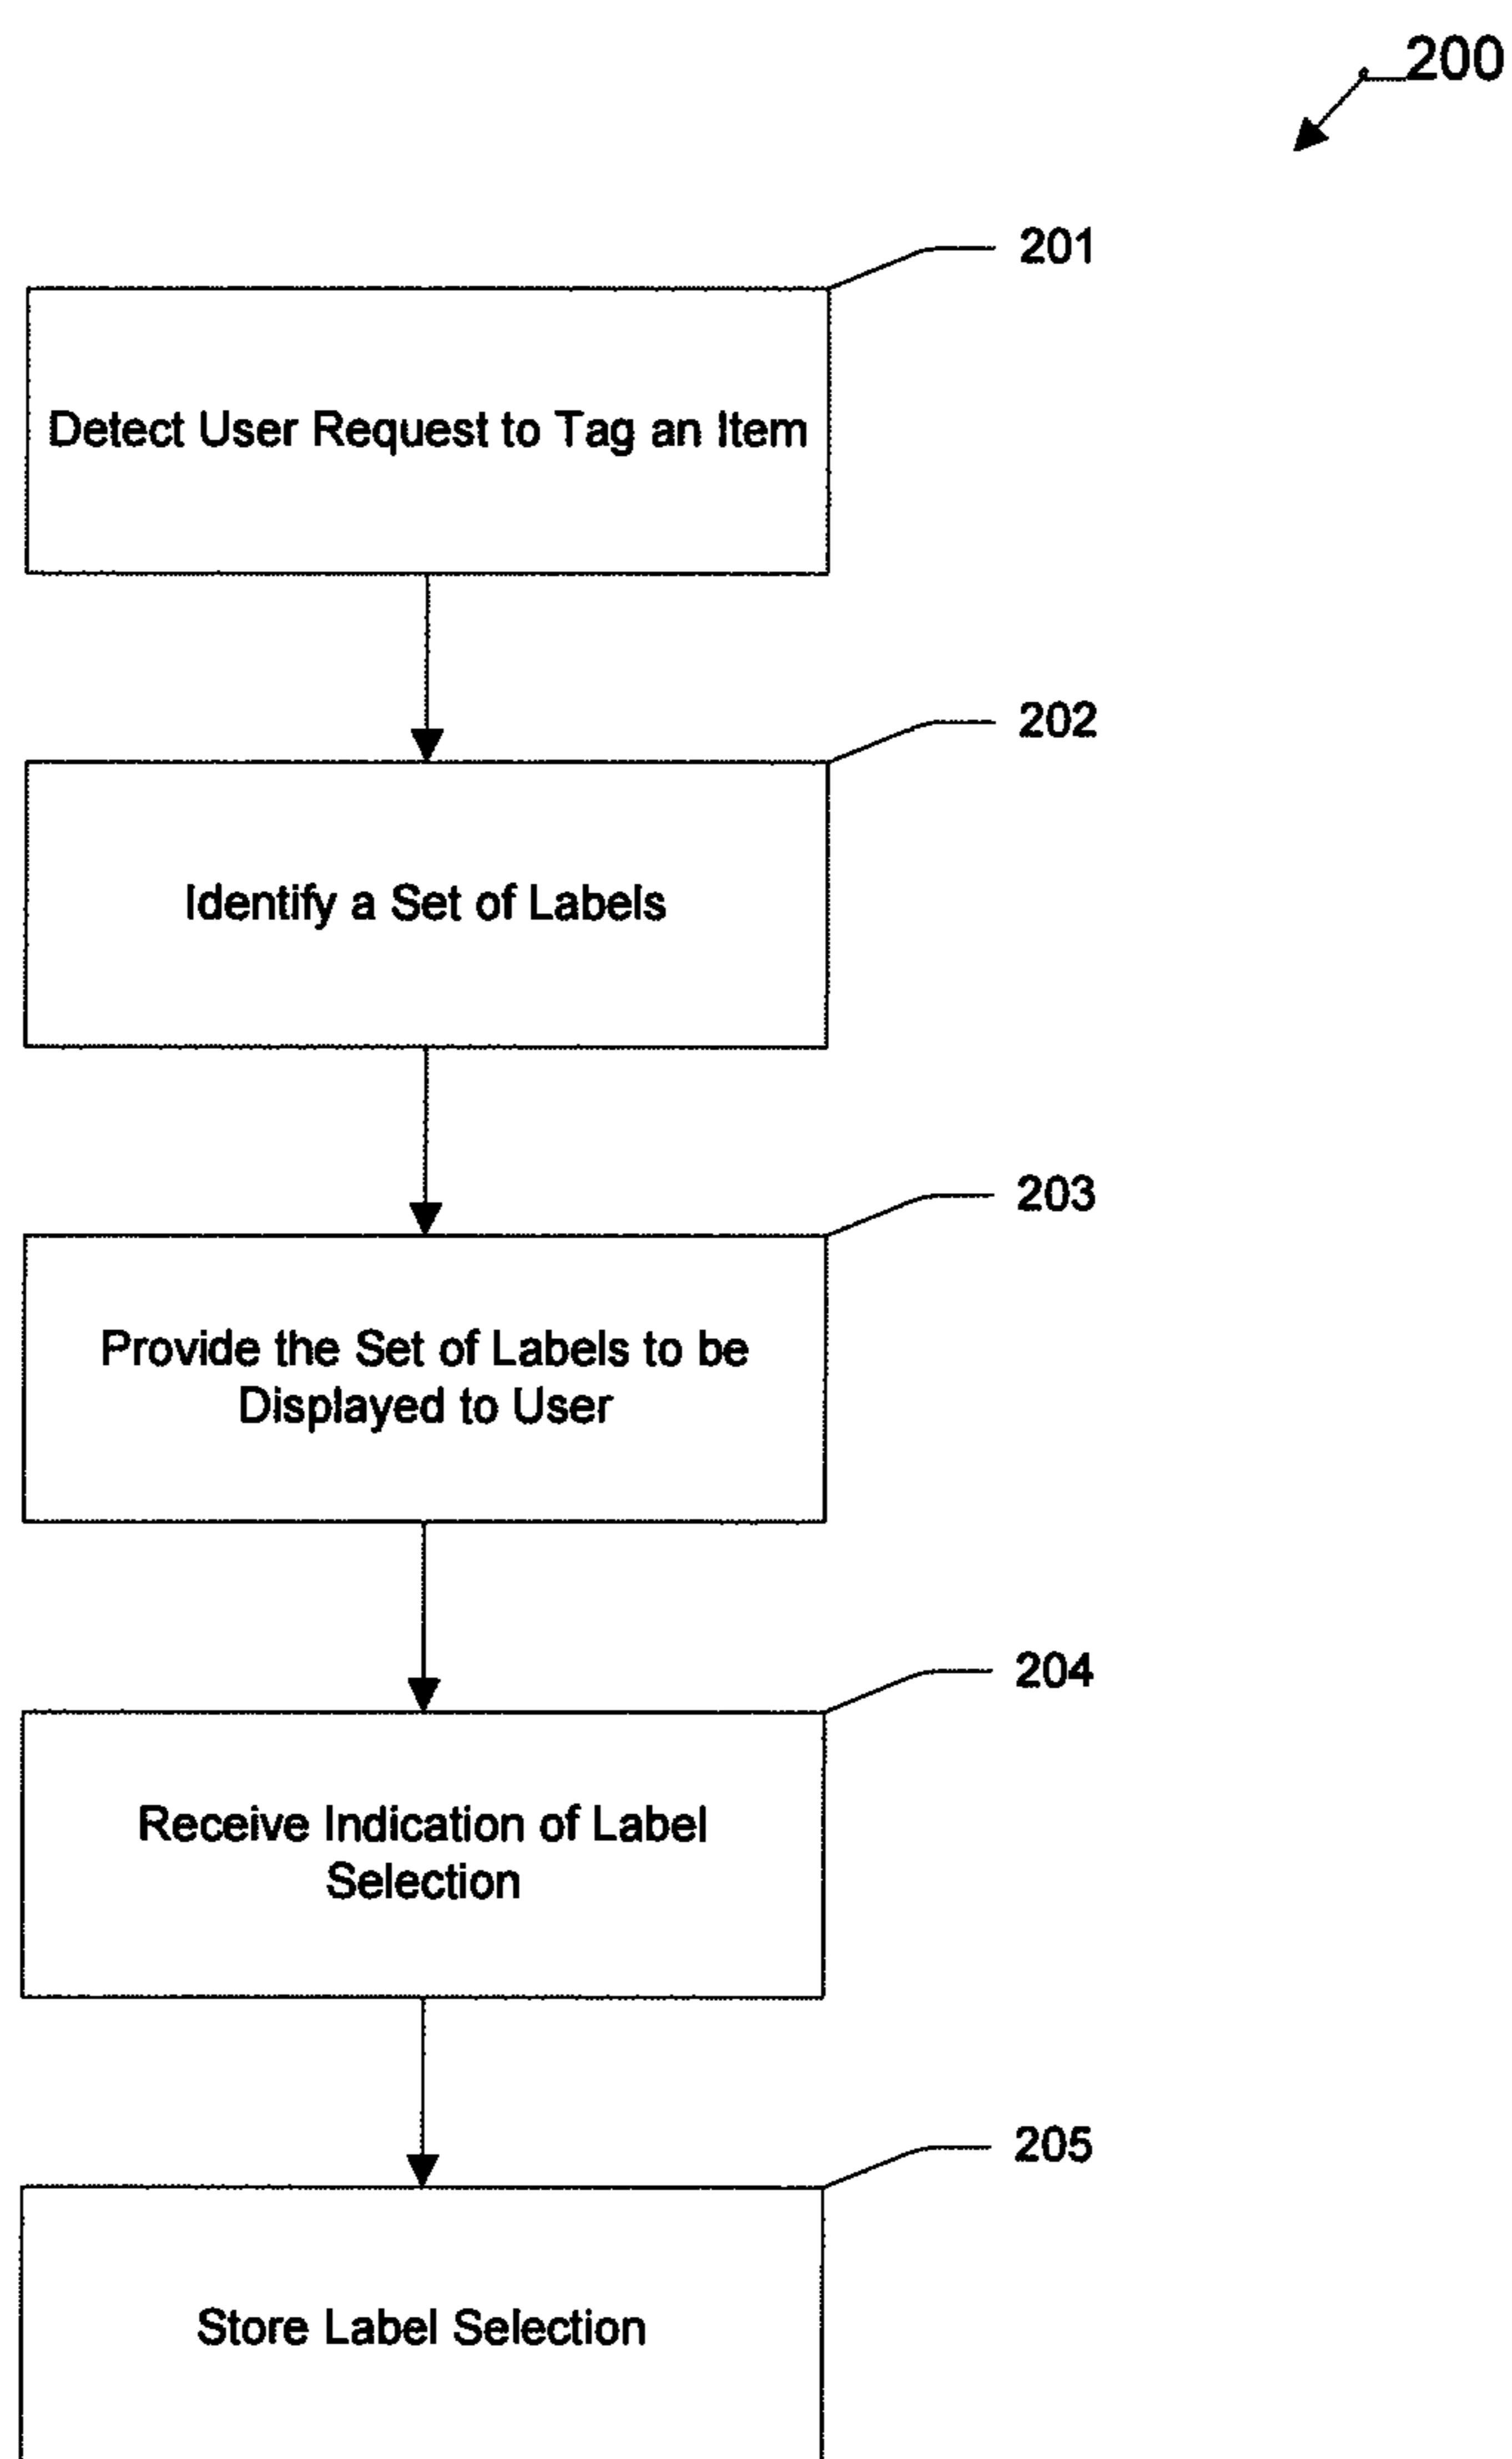 200
201
Detect User Request to Tag an Item
202
Identify a Set of Labels
203
Provide the Set of Labels to be
Displayed to User
204
Receive Indication of Label
Selection
205
Store Label Selection